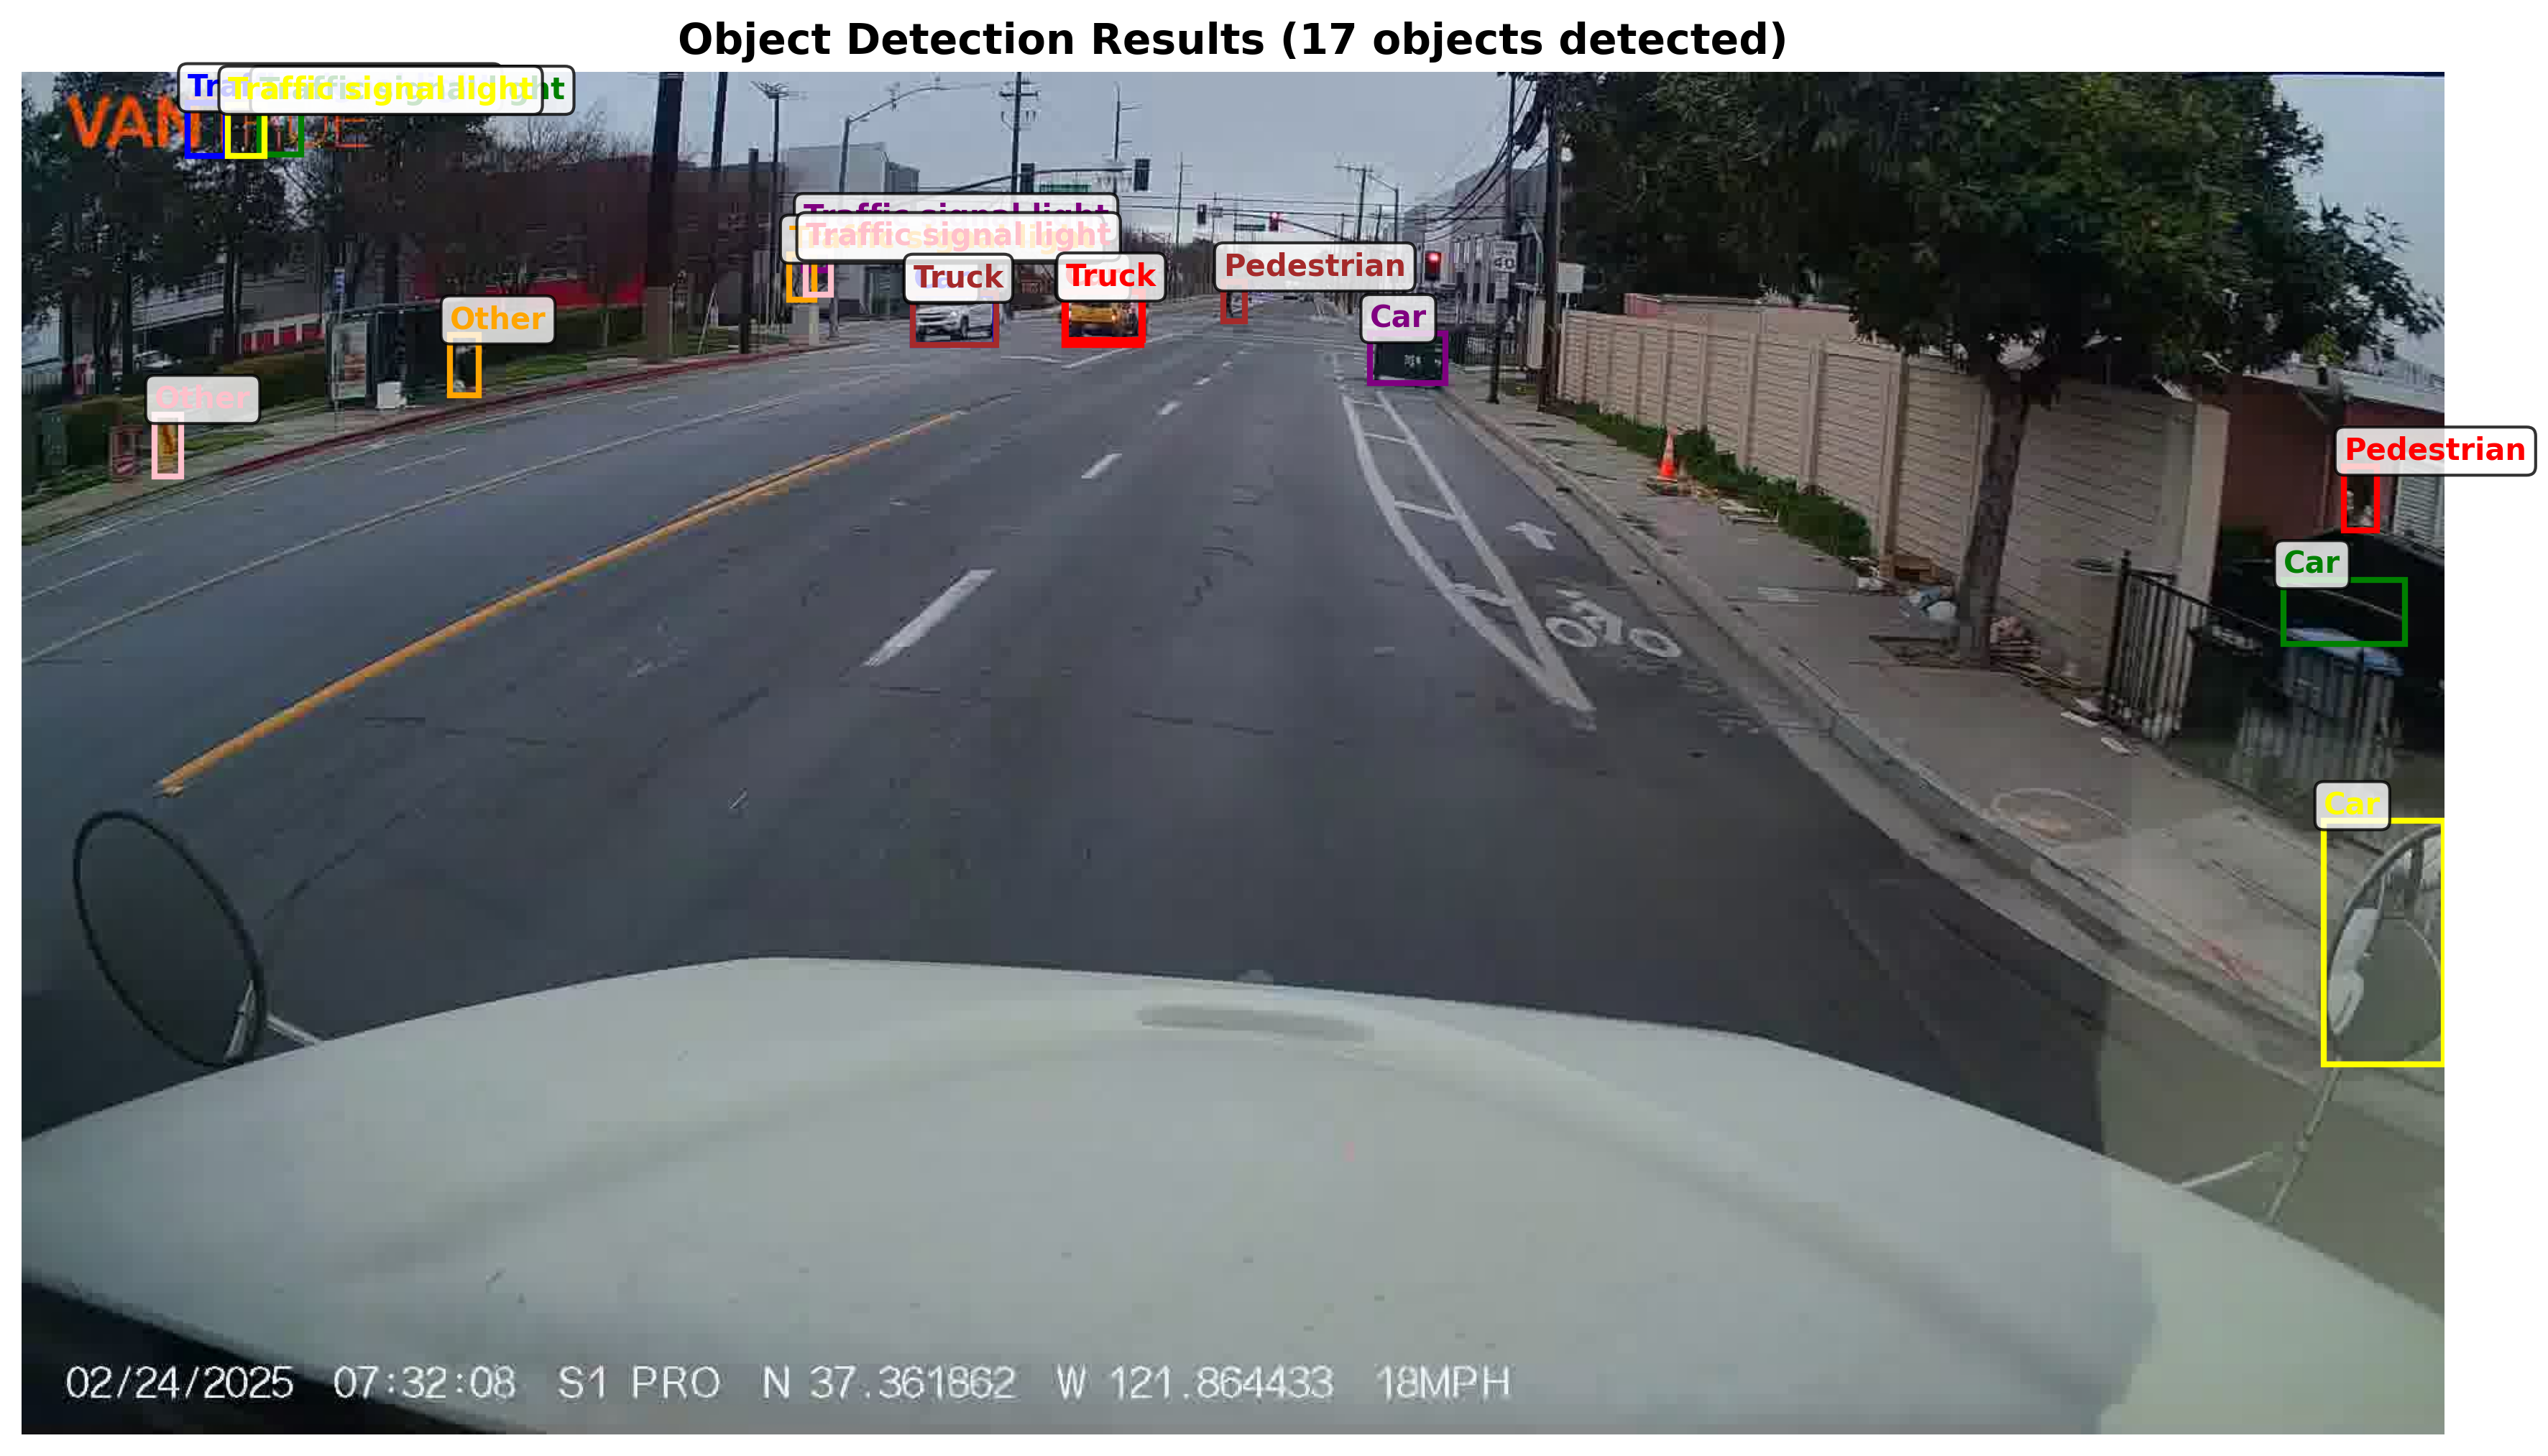 Object Detection Results (17 objects detected)
Traffic signal light
VAN
Traffic signal light
Traffic signal light
Pedestrian
Truck
Truck
40
Other
Car
Other
Pedestrian
Car
Car
02/24/2025 07:32:08 S1 PRO N 37.361862 W 121.864433 18MPH